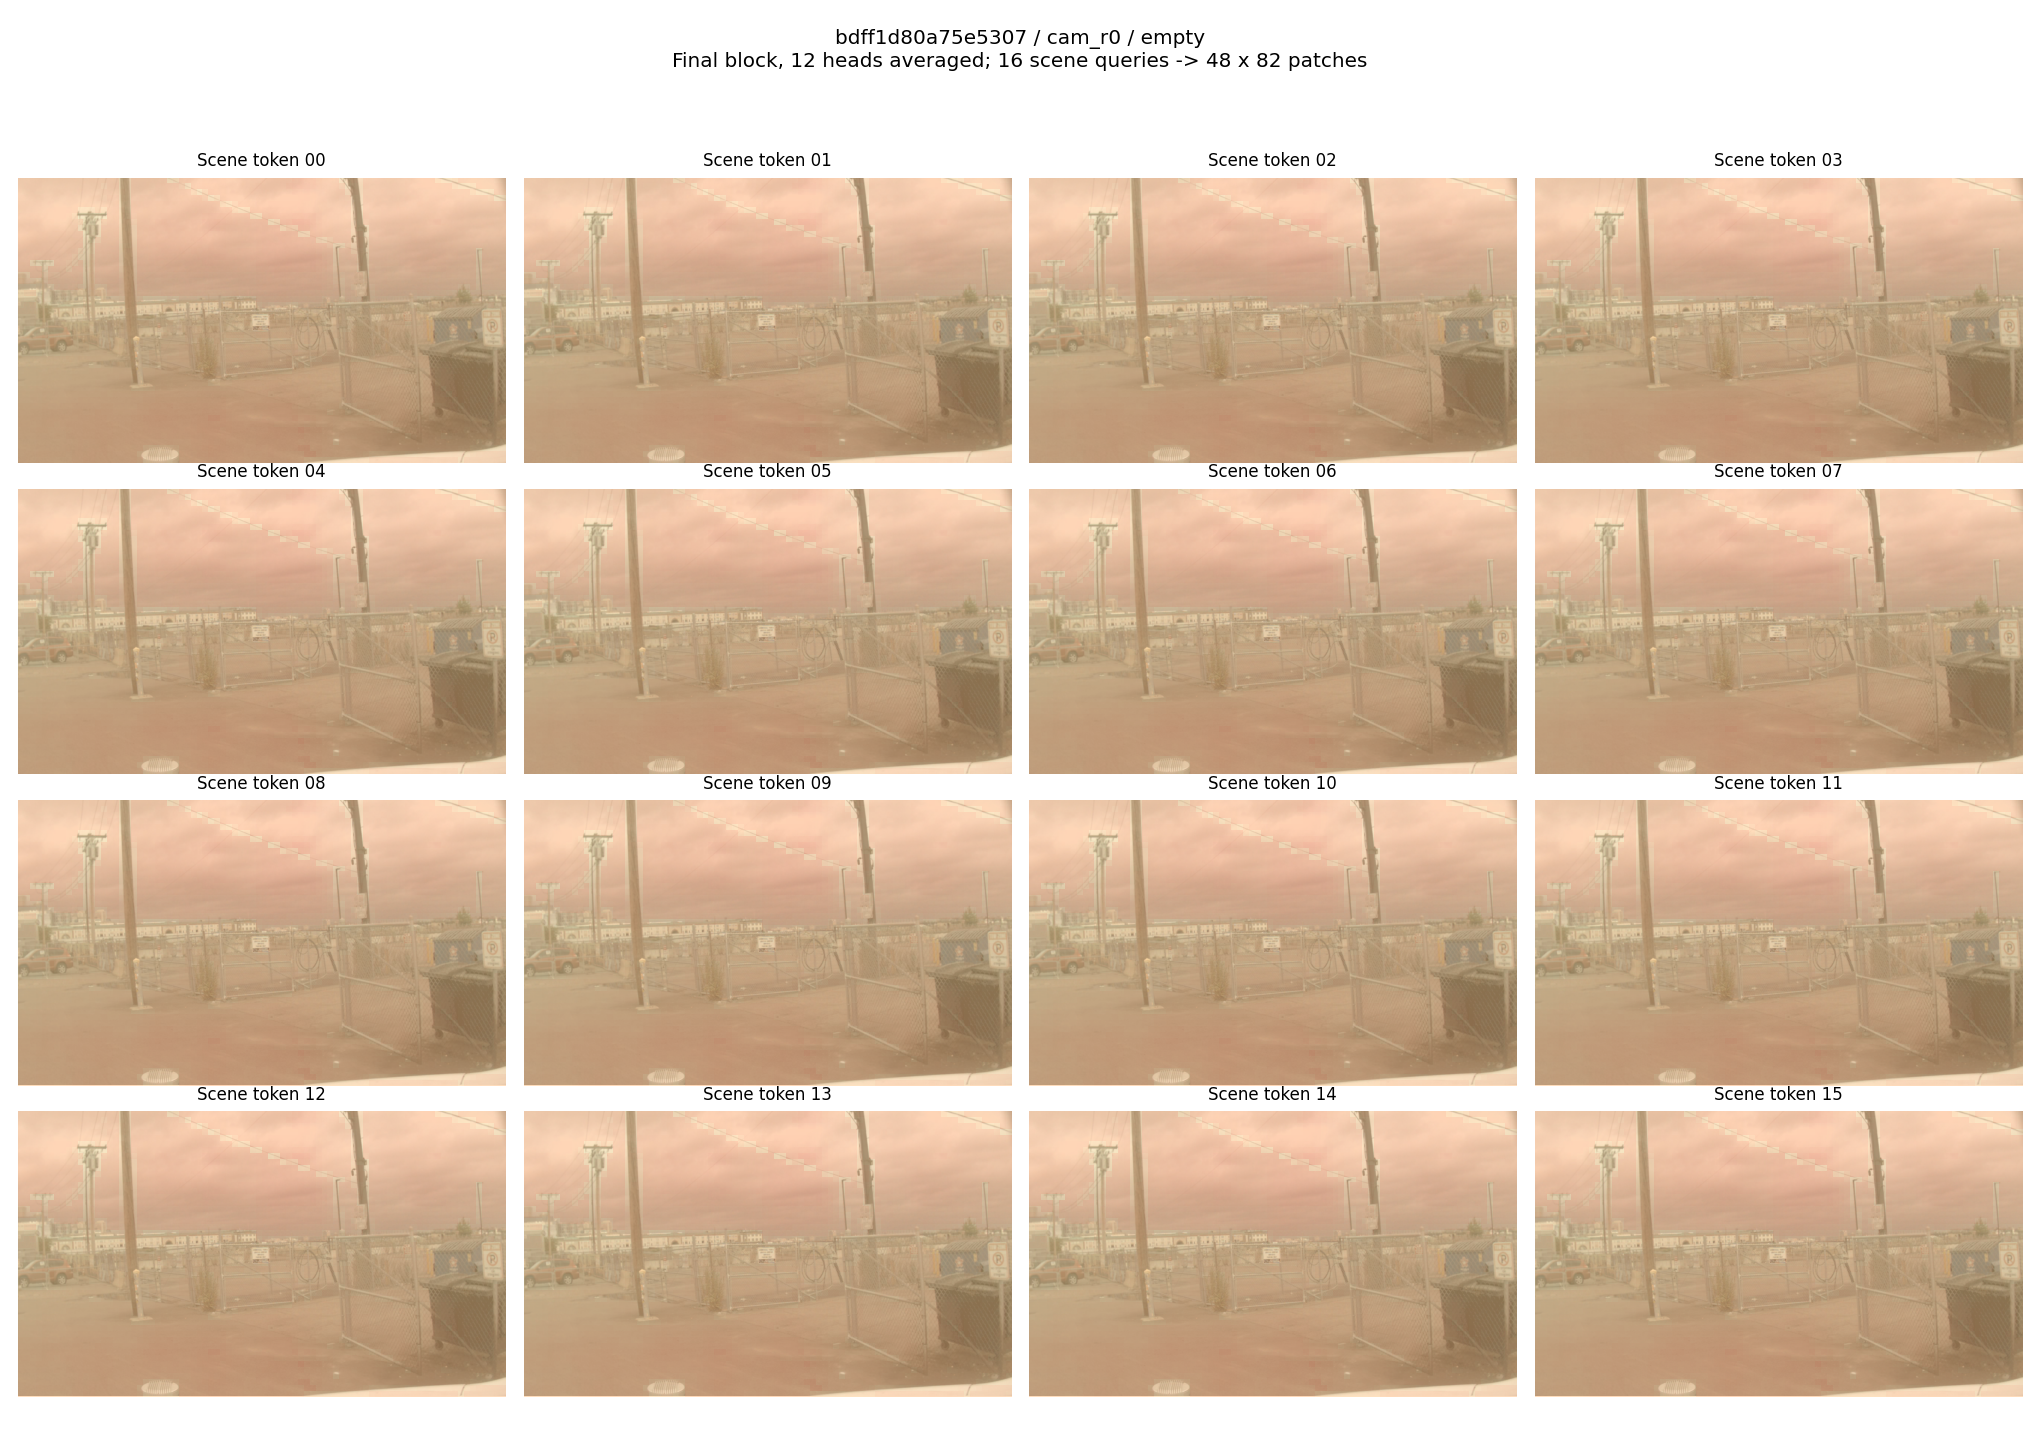 bdff1d80a75e5307 / cam_r0 / empty
Final block, 12 heads averaged; 16 scene queries -> 48 x 82 patches
Scene token 00
Scene token 01
Scene token 02
Scene token 03
Scene token 04
Scene token 05
Scene token 06
Scene token 07
Scene token 08
Scene token 09
Scene token 10
Scene token 11
Scene token 12
Scene token 13
Scene token 14
Scene token 15